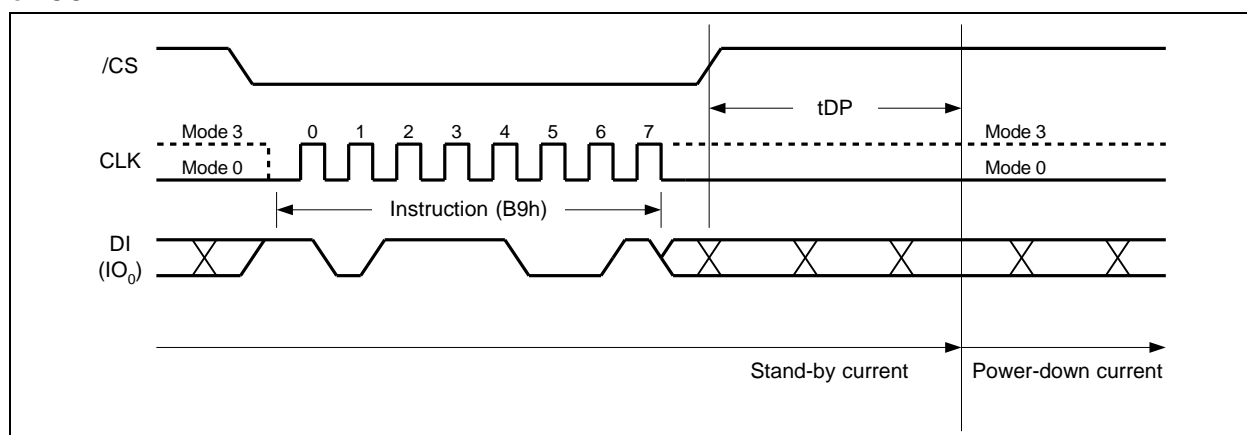 /CS
tDP
Mode 3 0 1 2 3 4 5 6 7 Mode 3
CLK
Mode 0 Mode 0
Instruction (B9h)
DI
(IO0)
Stand-by current Power-down current